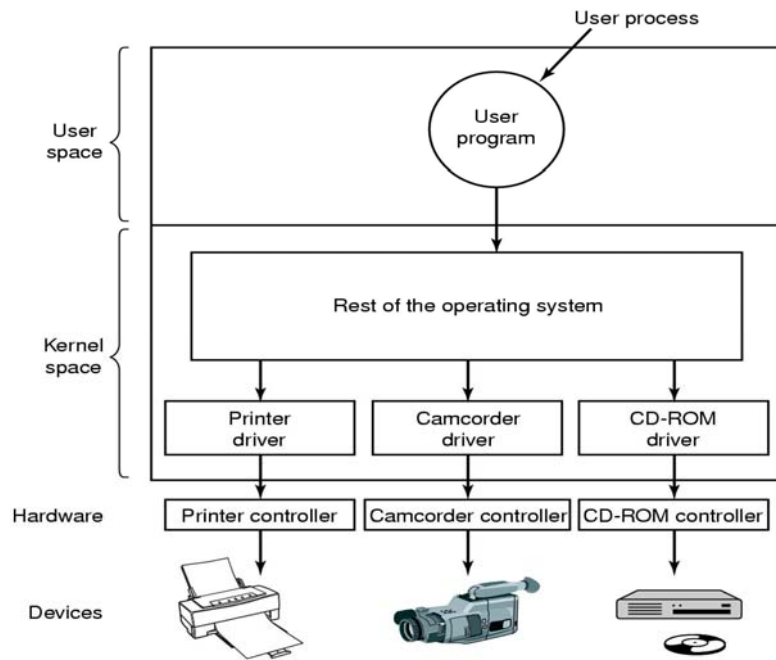 User process
User
program
User
space
Rest of the operating system
Kernel
space
Printer
driver
Camcorder
driver
CD-ROM
driver
Hardware
Printer controller
Camcorder controller
CD-ROM controller
Devices